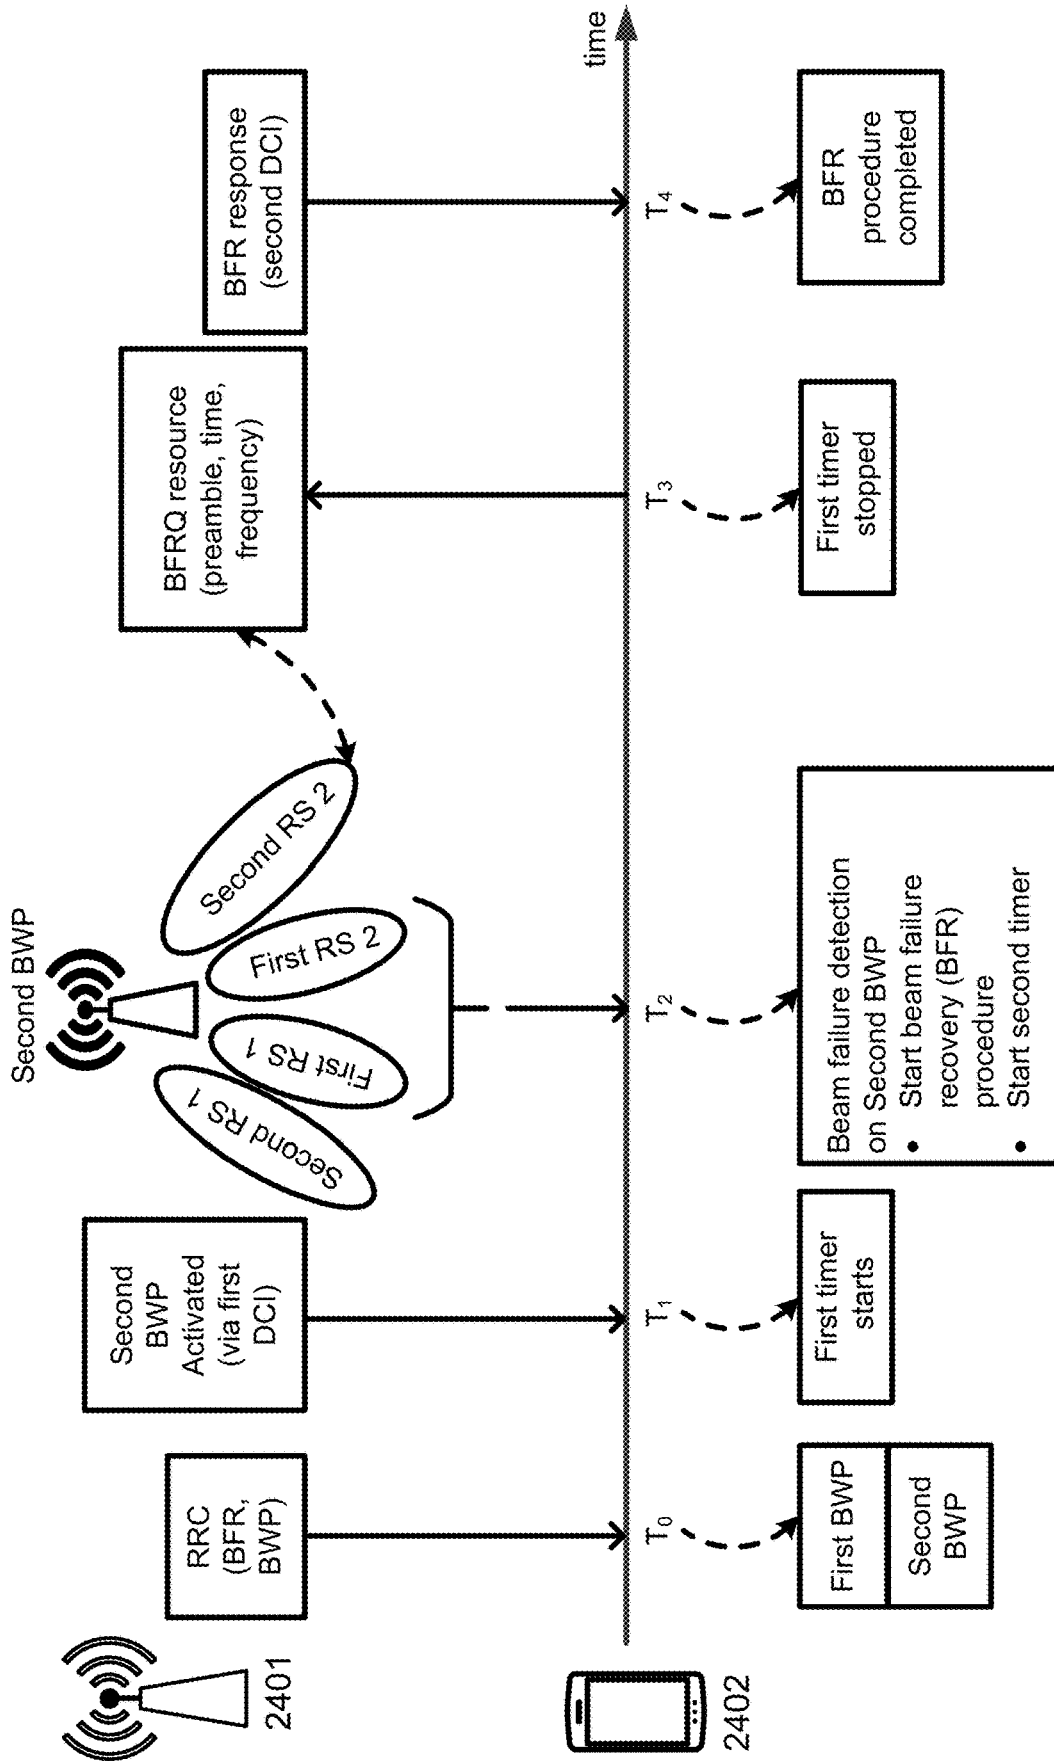 Second BWP
RRC
(BFR,
BWP)
Second
BWP
Activated
(via first
DCI)
Second RS 1
First RS 1
First RS 2
Second RS 2
BFRQ resource
(preamble, time,
frequency)
BFR response
(second DCI)
2401
2402
time
T0
T1
T2
T3
T4
First BWP
Second
BWP
First timer
starts
Beam failure detection
on Second BWP
• Start beam failure
recovery (BFR)
procedure
• Start second timer
First timer
stopped
BFR
procedure
completed